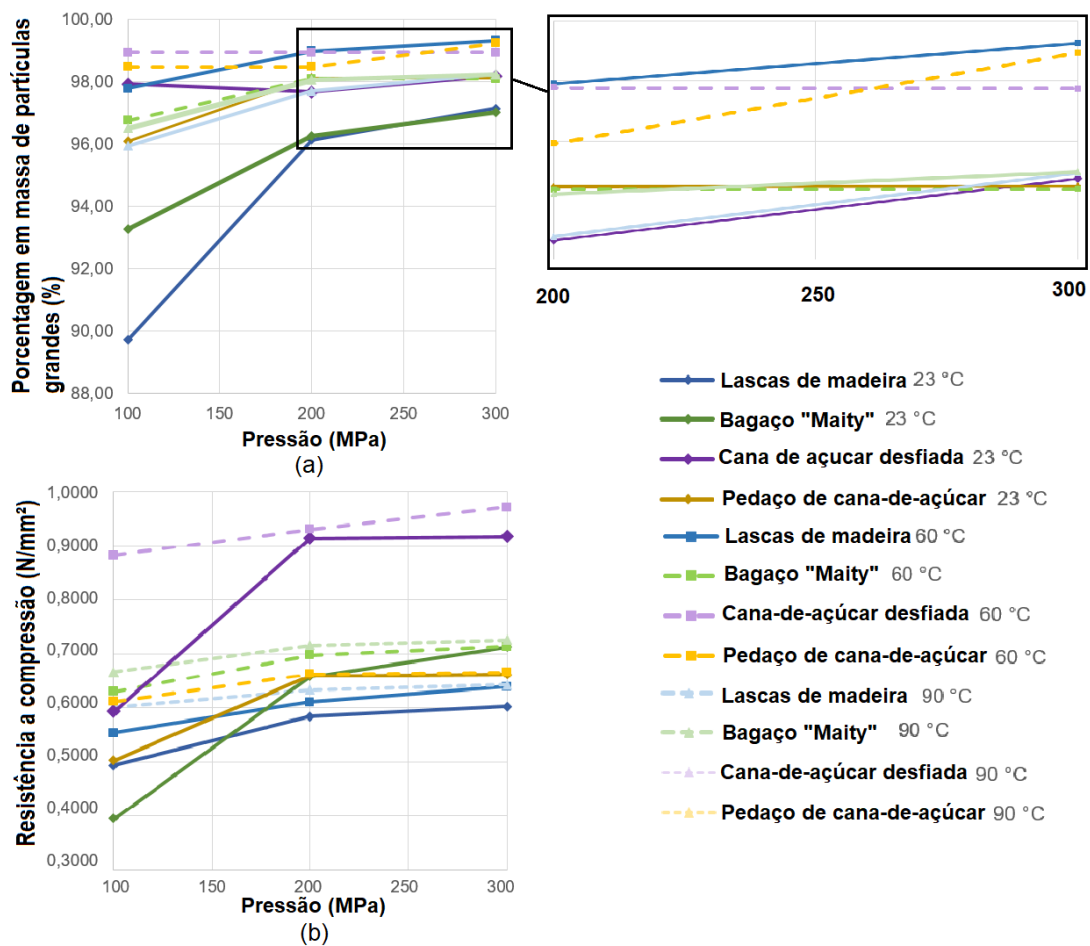 Porcentagem em massa de partículas
grandes (%)
100,00
98,00
96,00
94,00
92,00
90,00
88,00
100
150
200
250
300
Pressão (MPa)
(a)
200
250
300
Lascas de madeira 23 °C
Bagaço "Maity" 23 °C
Cana de açucar desfiada 23 °C
Pedaço de cana-de-açúcar 23 °C
Lascas de madeira 60 °C
Bagaço "Maity" 60 °C
Cana-de-açúcar desfiada 60 °C
Pedaço de cana-de-açúcar 60 °C
Lascas de madeira 90 °C
Bagaço "Maity" 90 °C
Cana-de-açúcar desfiada 90 °C
Pedaço de cana-de-açúcar 90 °C
Resistência a compressão (N/mm²)
1,0000
0,9000
0,8000
0,7000
0,6000
0,5000
0,4000
0,3000
100
150
200
250
300
Pressão (MPa)
(b)